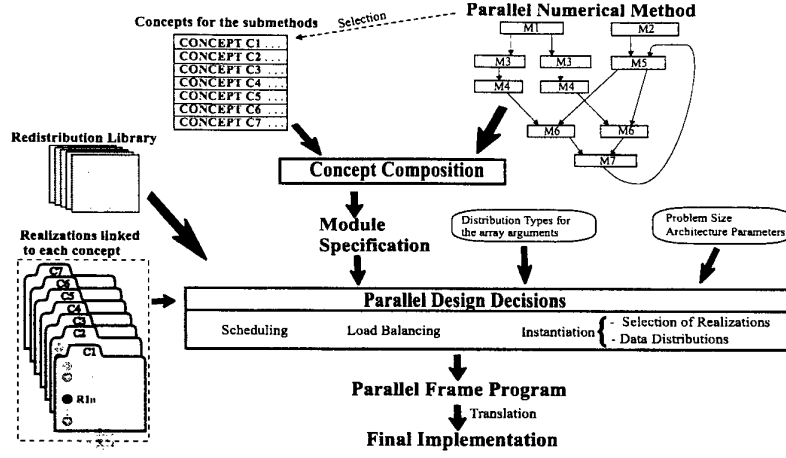 Concepts for the submethods
Selection
Parallel Numerical Method
CONCEPT C1 ...
CONCEPT C2 ...
CONCEPT C3 ...
CONCEPT C4 ...
CONCEPT C5 ...
CONCEPT C6 ...
CONCEPT C7 ...
M1
M2
M3
M3
M5
M4
M4
M6
M6
M7
Redistribution Library
Concept Composition
Module
Specification
Distribution Types for
the array arguments
Problem Size
Architecture Parameters
Realizations linked
to each concept
C7
C6
C5
C4
C3
C2
C1
R1n
Parallel Design Decisions
Scheduling
Load Balancing
Instantiation
- Selection of Realizations
- Data Distributions
Parallel Frame Program
Translation
Final Implementation